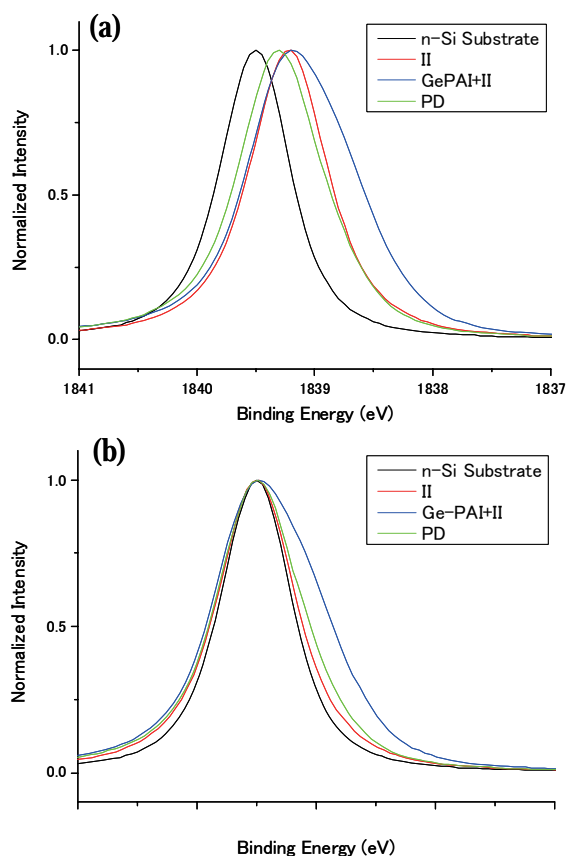 (a)
n-Si Substrate
II
GePAI+II
PD
1.0
0.5
0.0
Normalized Intensity
1841
1840
1839
1838
1837
Binding Energy (eV)
(b)
n-Si Substrate
II
Ge-PAI+II
PD
1.0
0.5
0.0
Normalized Intensity
Binding Energy (eV)